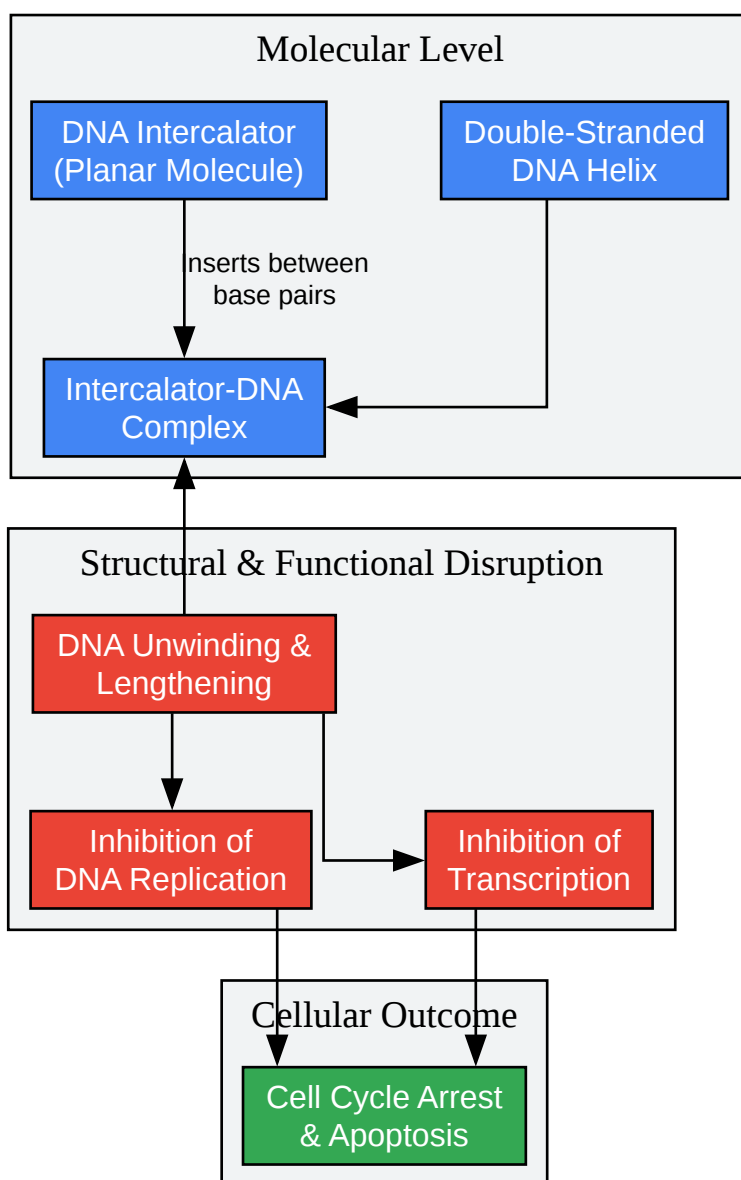 Molecular Level
DNA Intercalator
(Planar Molecule)
Double-Stranded
DNA Helix
Inserts between
base pairs
Intercalator-DNA
Complex
Structural & Functional Disruption
DNA Unwinding &
Lengthening
Inhibition of
DNA Replication
Inhibition of
Transcription
Cellular Outcome
Cell Cycle Arrest
& Apoptosis